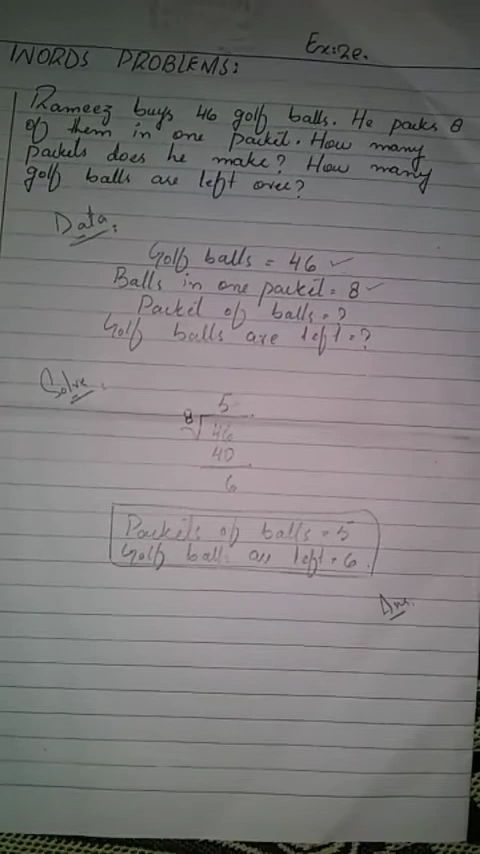 Ex:2e.
WORDS PROBLEMS:
Rameez buys 46 golf balls. He packs 8
of them in one packet. How many
packets does he make? How many
golf balls are left over?
Data:
Golf balls = 46 ✓
Balls in one packet = 8 ✓
Packet of balls = ?
Golf balls are left = ?
Solve:
5
8√46
40
6
Packets of balls = 5
Golf balls are left = 6.
Ans.